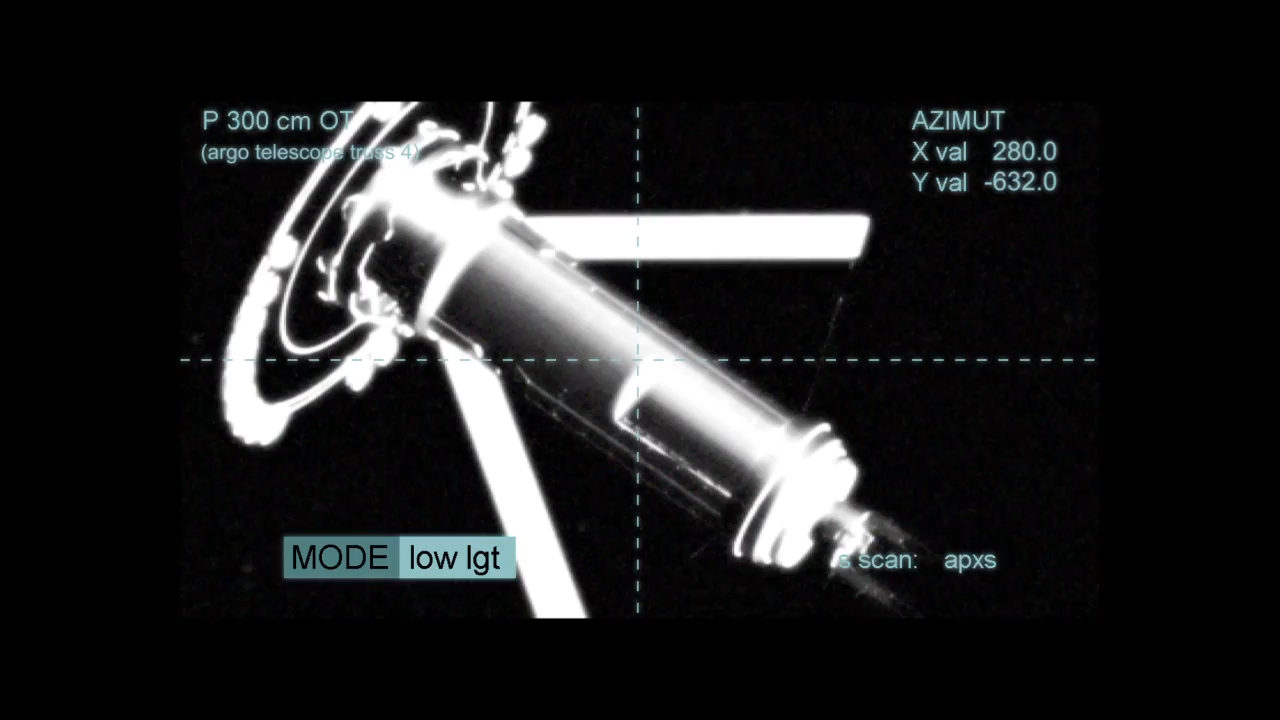 P 300 cm OT
(argo telescope truss 4)
AZIMUT
X val 280.0
Y val -632.0
MODE low lgt
s scan: apxs